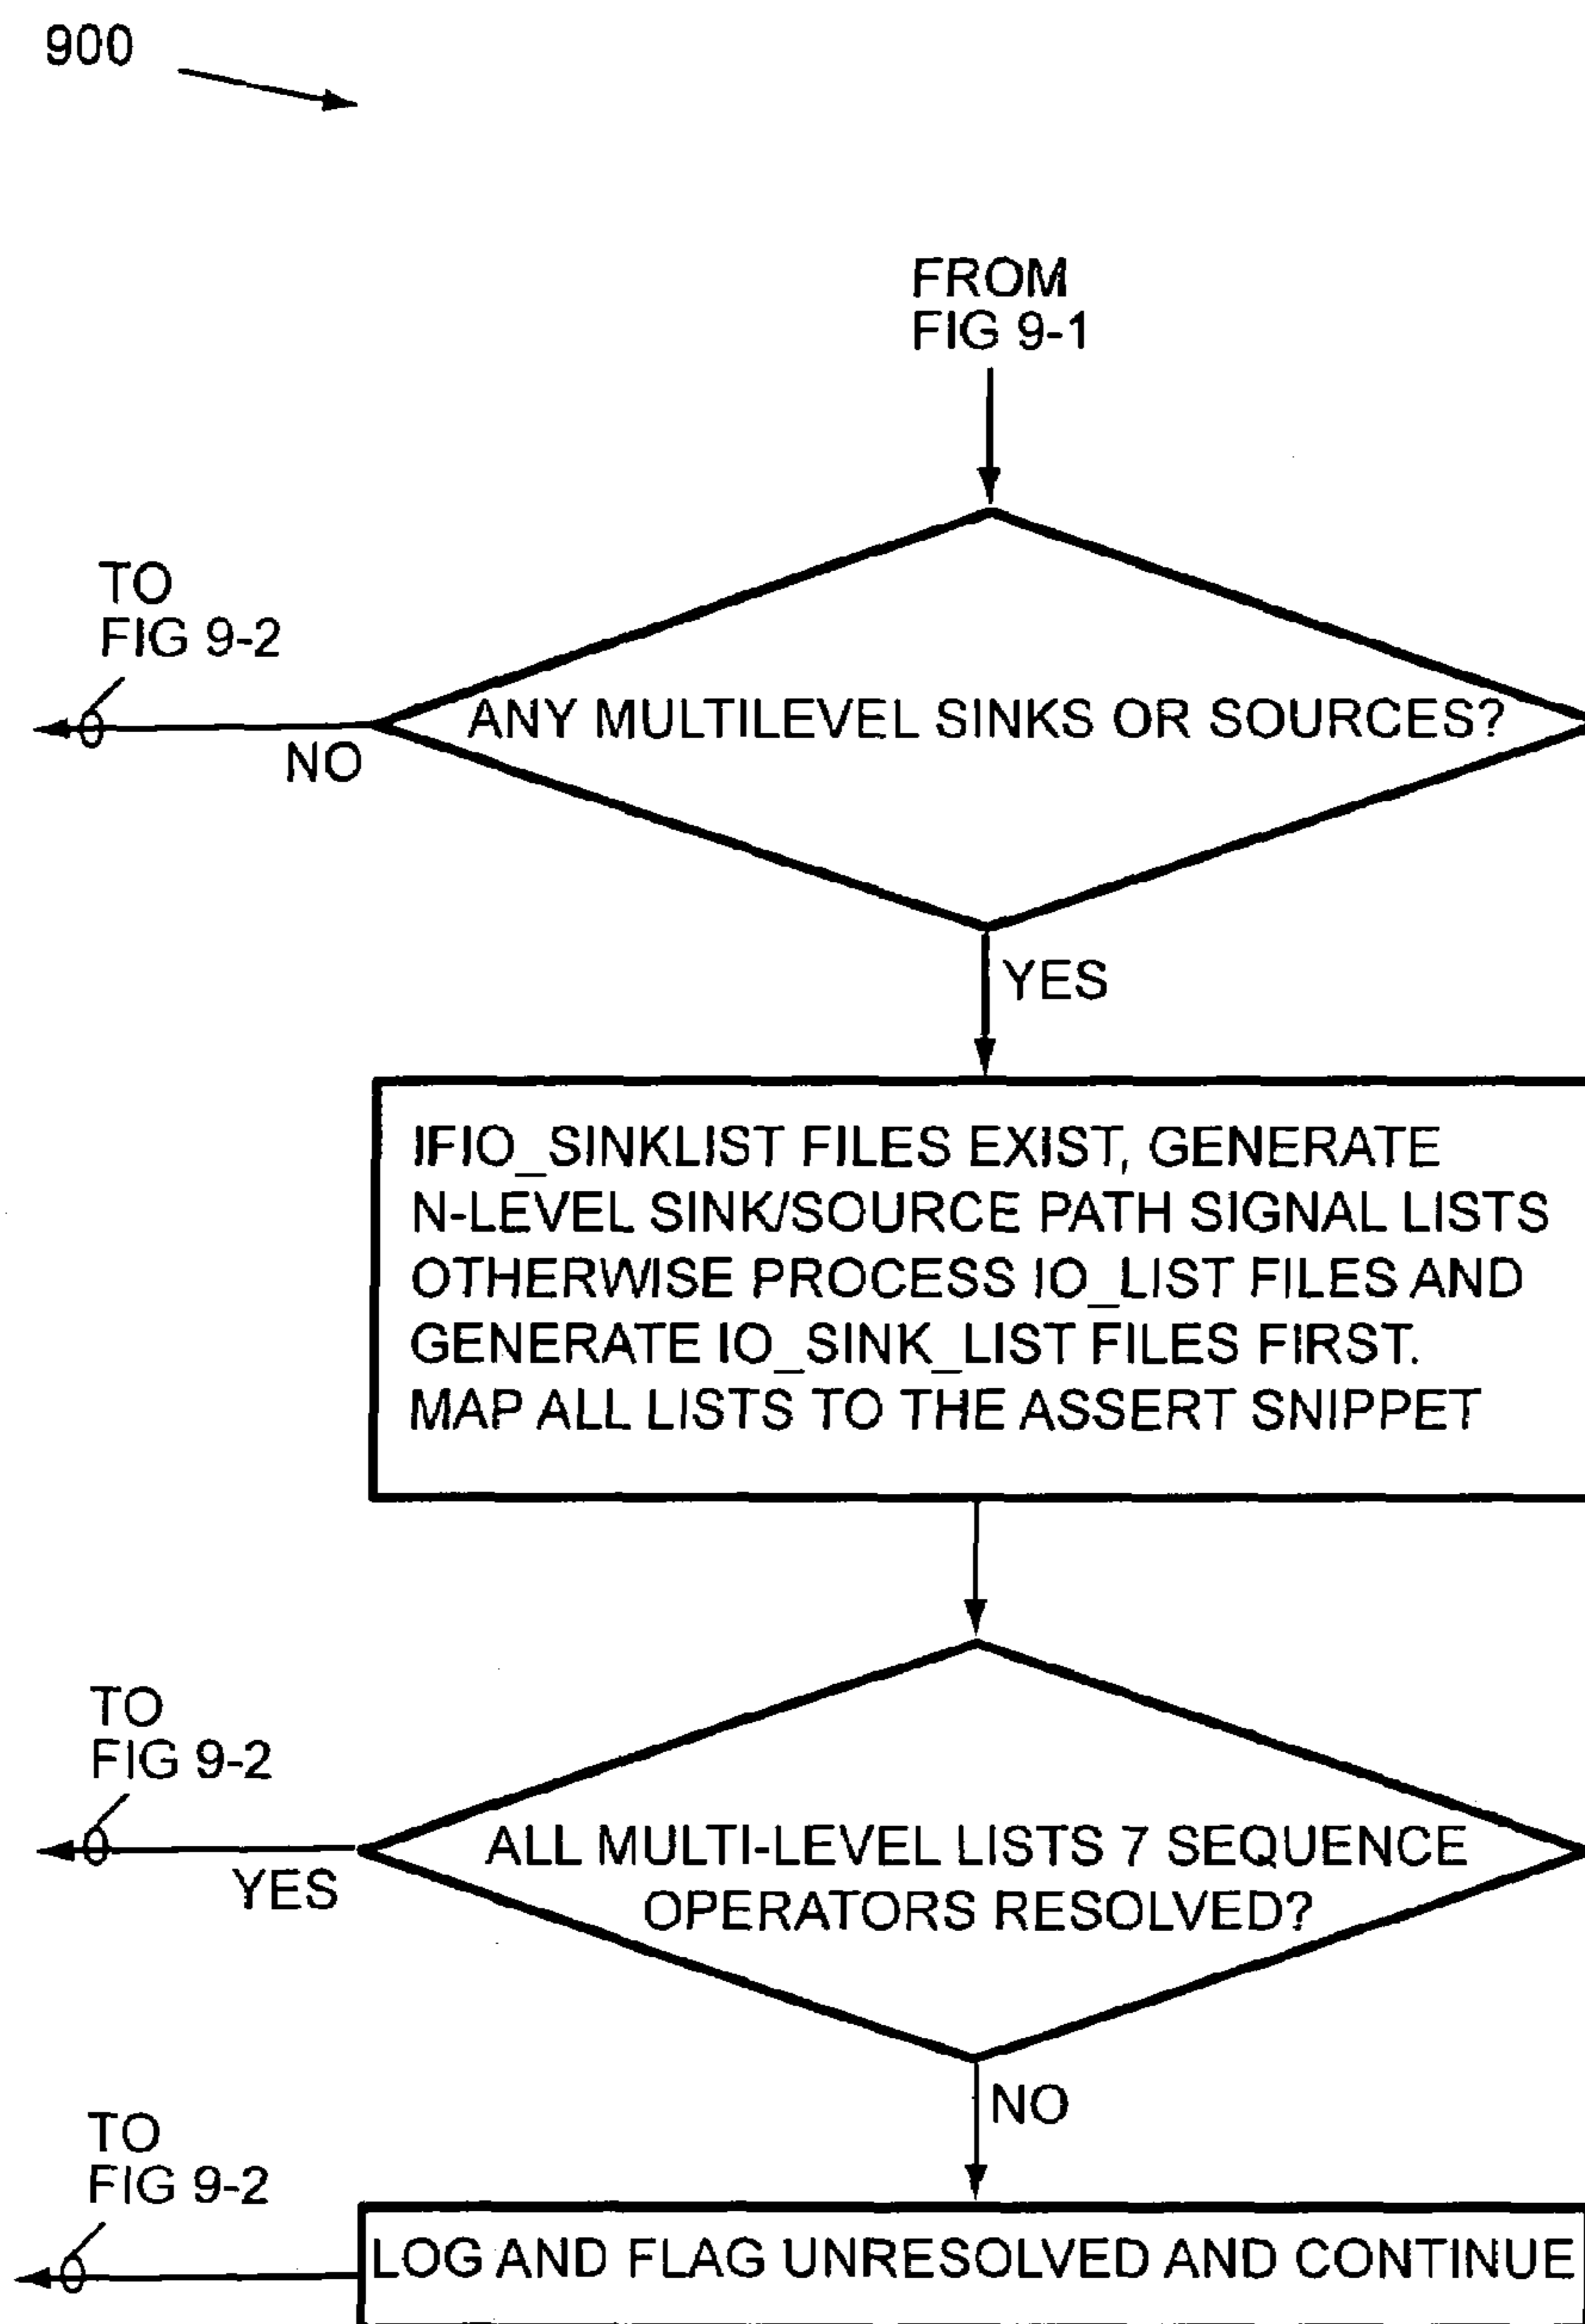 900
FROM
FIG 9-1
TO
FIG 9-2
ANY MULTILEVEL SINKS OR SOURCES?
NO
YES
IFIO_SINKLIST FILES EXIST, GENERATE
N-LEVEL SINK/SOURCE PATH SIGNAL LISTS
OTHERWISE PROCESS IO_LIST FILES AND
GENERATE IO_SINK_LIST FILES FIRST.
MAP ALL LISTS TO THE ASSERT SNIPPET
TO
FIG 9-2
ALL MULTI-LEVEL LISTS 7 SEQUENCE
OPERATORS RESOLVED?
YES
NO
TO
FIG 9-2
LOG AND FLAG UNRESOLVED AND CONTINUE